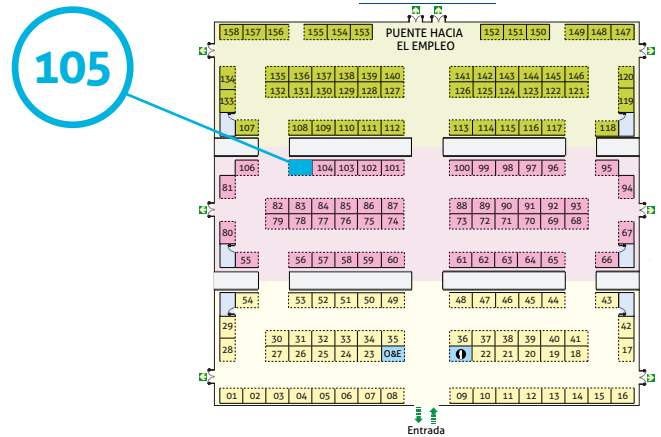 158 157 156 155 154 153 PUENTE HACIA 152 151 150 149 148 147
EL EMPLEO
105
134 135 136 137 138 139 140 141 142 143 144 145 146 120
133 132 131 130 129 128 127 126 125 124 123 122 121 119
107 108 109 110 111 112 113 114 115 116 117 118
106 104 103 102 101 100 99 98 97 96 95
81 94
82 83 84 85 86 87 88 89 90 91 92 93
79 78 77 76 75 74 73 72 71 70 69 68
80 67
55 56 57 58 59 60 61 62 63 64 65 66
54 53 52 51 50 49 48 47 46 45 44 43
29 42
30 31 32 33 34 35 36 37 38 39 40 41
28 27 26 25 24 23 O&E 22 21 20 19 18 17
01 02 03 04 05 06 07 08 09 10 11 12 13 14 15 16
Entrada